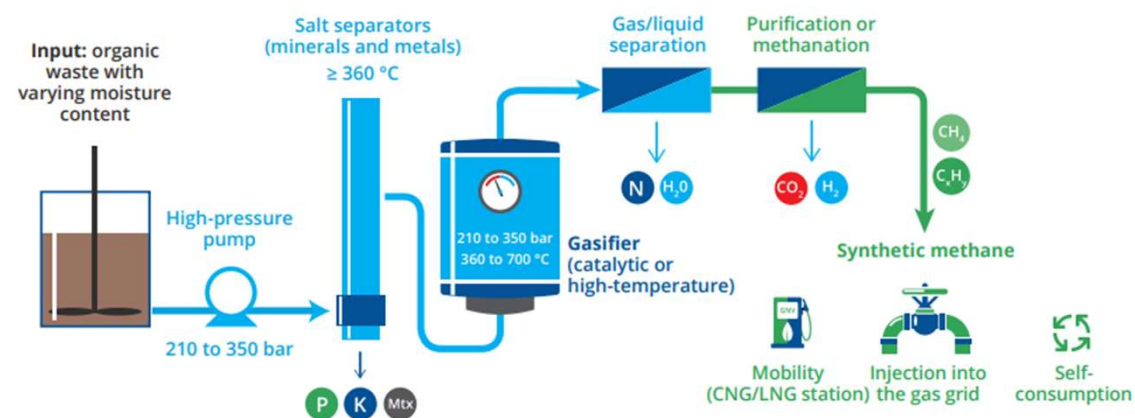 Input: organic
waste with
varying moisture
content
High-pressure
pump
210 to 350 bar
Salt separators
(minerals and metals)
≥ 360 °C
P K Mtx
210 to 350 bar
360 to 700 °C
Gasifier
(catalytic or
high-temperature)
Gas/liquid
separation
N H₂0
Purification or
methanation
CO₂ H₂
CH₄
CₓHᵧ
Synthetic methane
GNV
Mobility
(CNG/LNG station)
Injection into
the gas grid
Self-
consumption